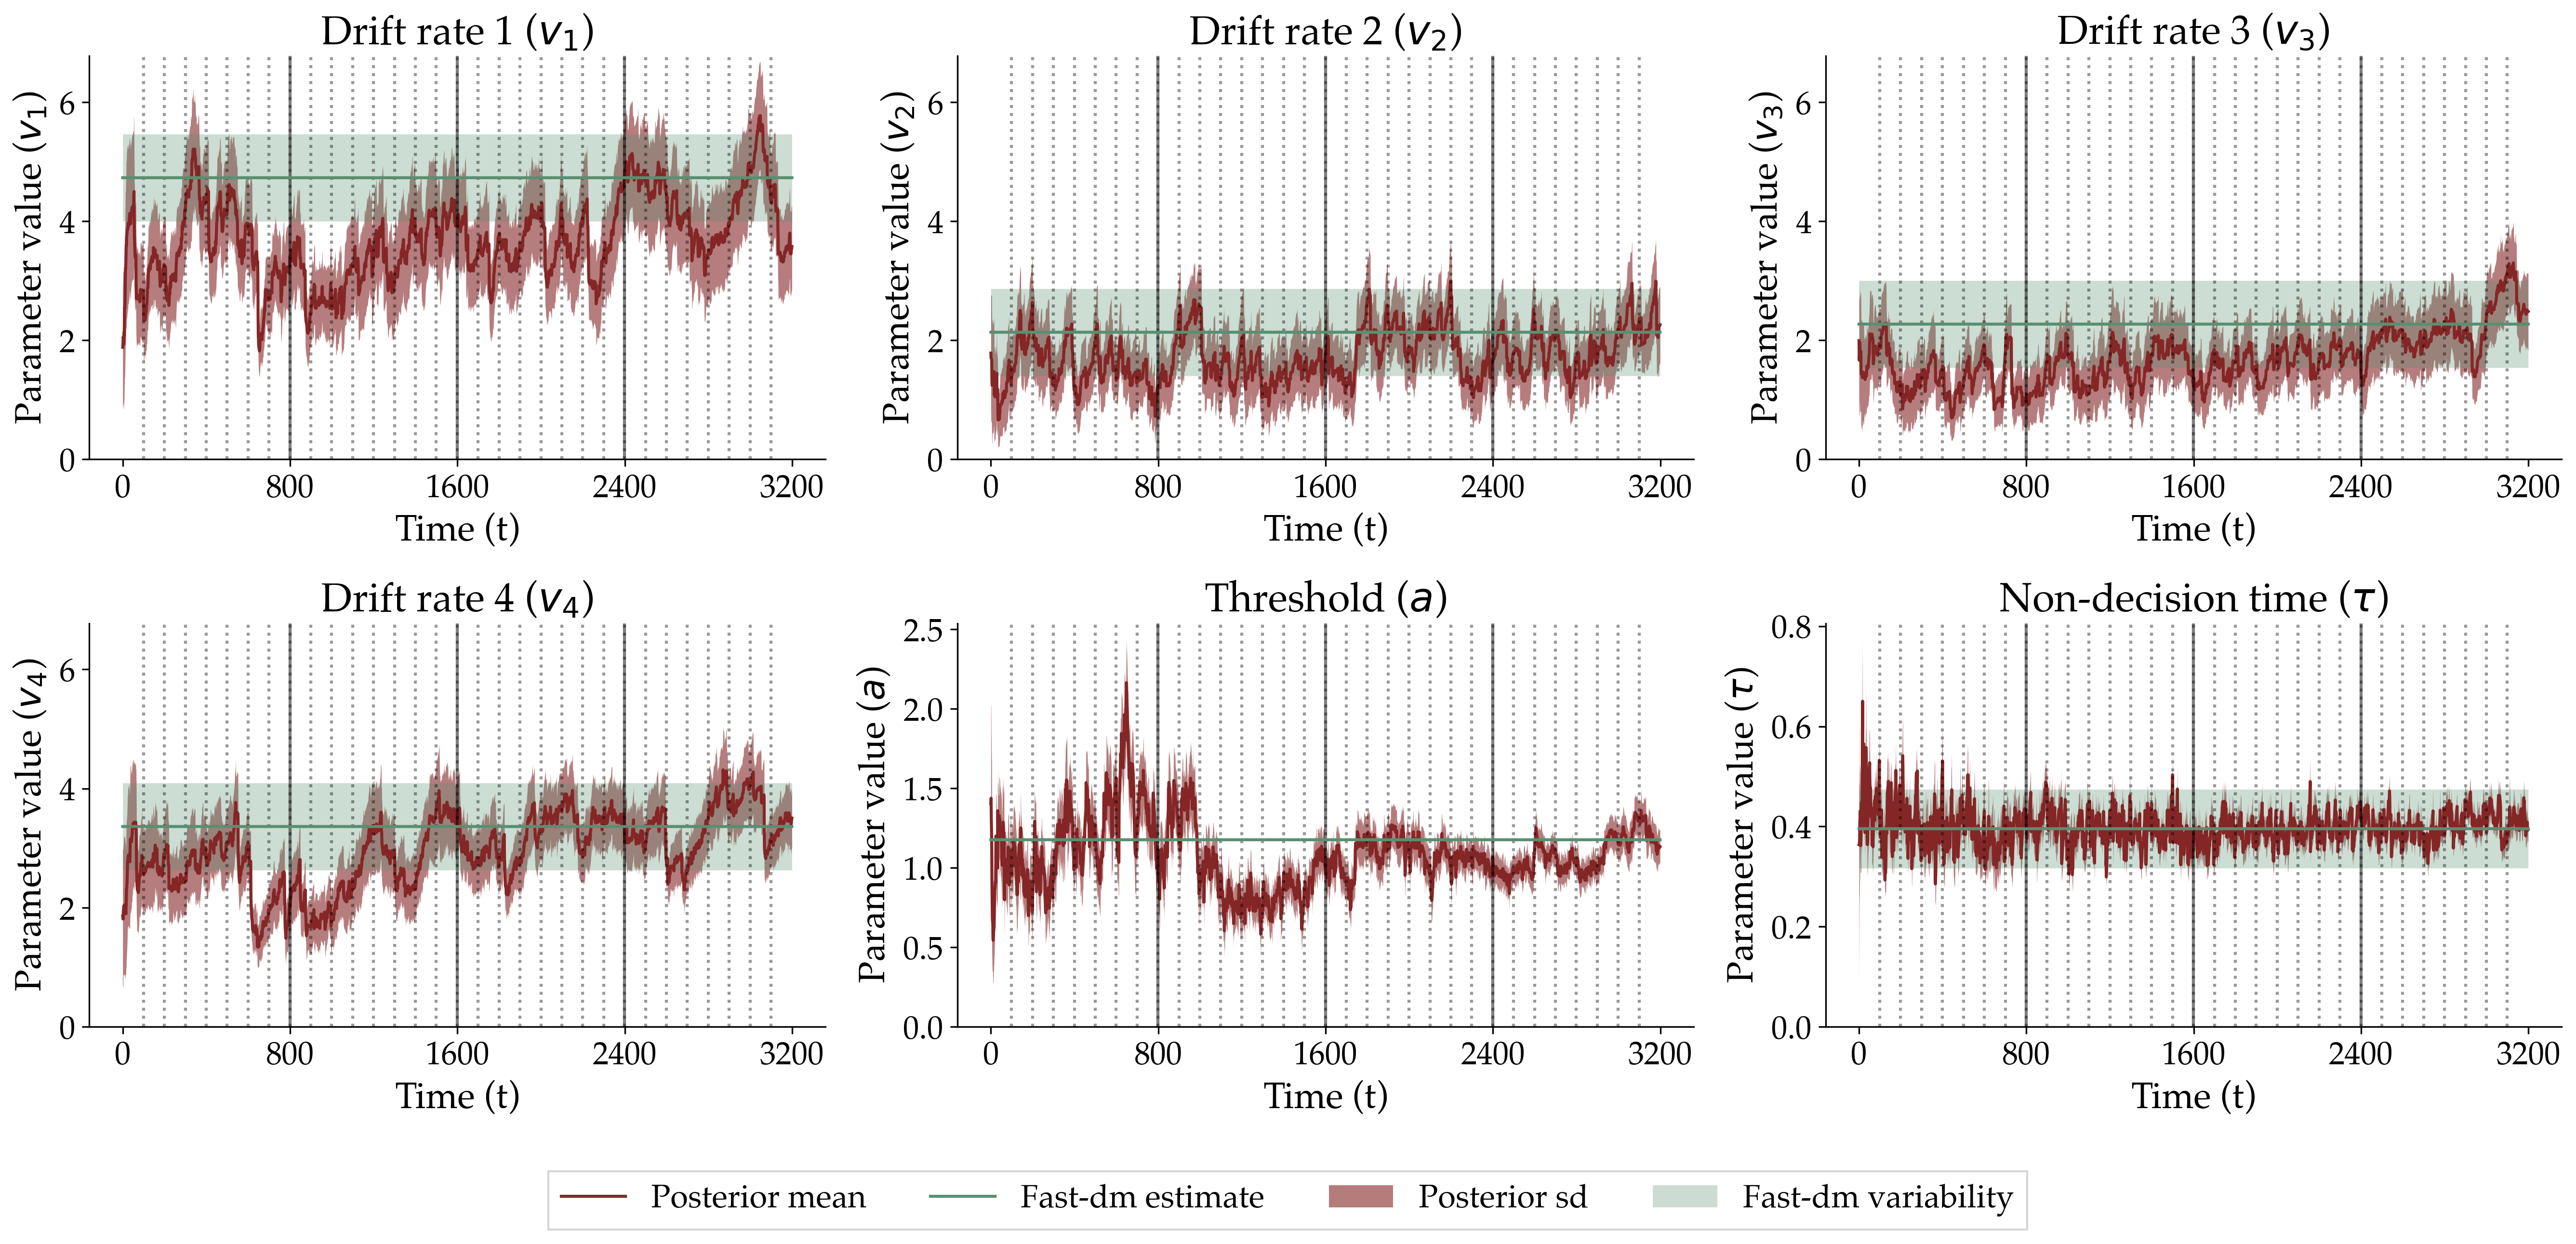 Drift rate 1 (v₁)
Parameter value (v₁)
6
4
2
0
0 800 1600 2400 3200
Time (t)
Drift rate 2 (v₂)
Parameter value (v₂)
6
4
2
0
0 800 1600 2400 3200
Time (t)
Drift rate 3 (v₃)
Parameter value (v₃)
6
4
2
0
0 800 1600 2400 3200
Time (t)
Drift rate 4 (v₄)
Parameter value (v₄)
6
4
2
0
0 800 1600 2400 3200
Time (t)
Threshold (a)
Parameter value (a)
2.5
2.0
1.5
1.0
0.5
0.0
0 800 1600 2400 3200
Time (t)
Non-decision time (τ)
Parameter value (τ)
0.8
0.6
0.4
0.2
0.0
0 800 1600 2400 3200
Time (t)
Posterior mean Fast-dm estimate Posterior sd Fast-dm variability